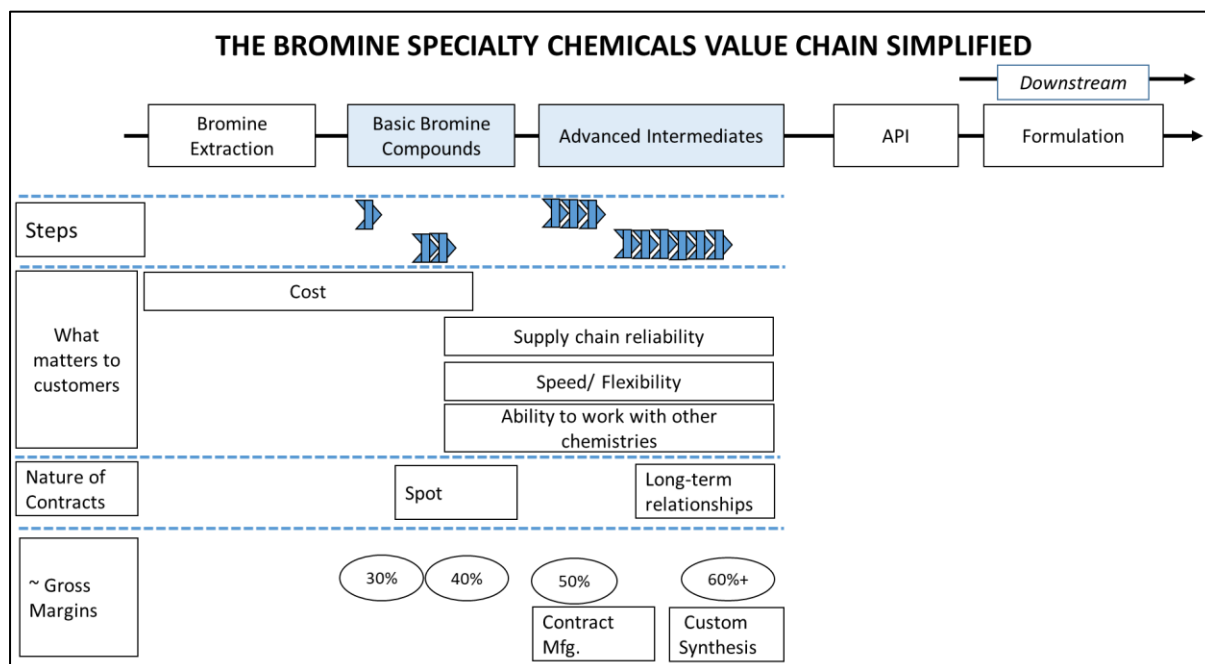 THE BROMINE SPECIALTY CHEMICALS VALUE CHAIN SIMPLIFIED
Downstream
Bromine
Extraction
Basic Bromine
Compounds
Advanced Intermediates
API
Formulation
Steps
What
matters to
customers
Cost
Supply chain reliability
Speed/ Flexibility
Ability to work with other
chemistries
Nature of
Contracts
Spot
Long-term
relationships
~ Gross
Margins
30%
40%
50%
60%+
Contract
Mfg.
Custom
Synthesis